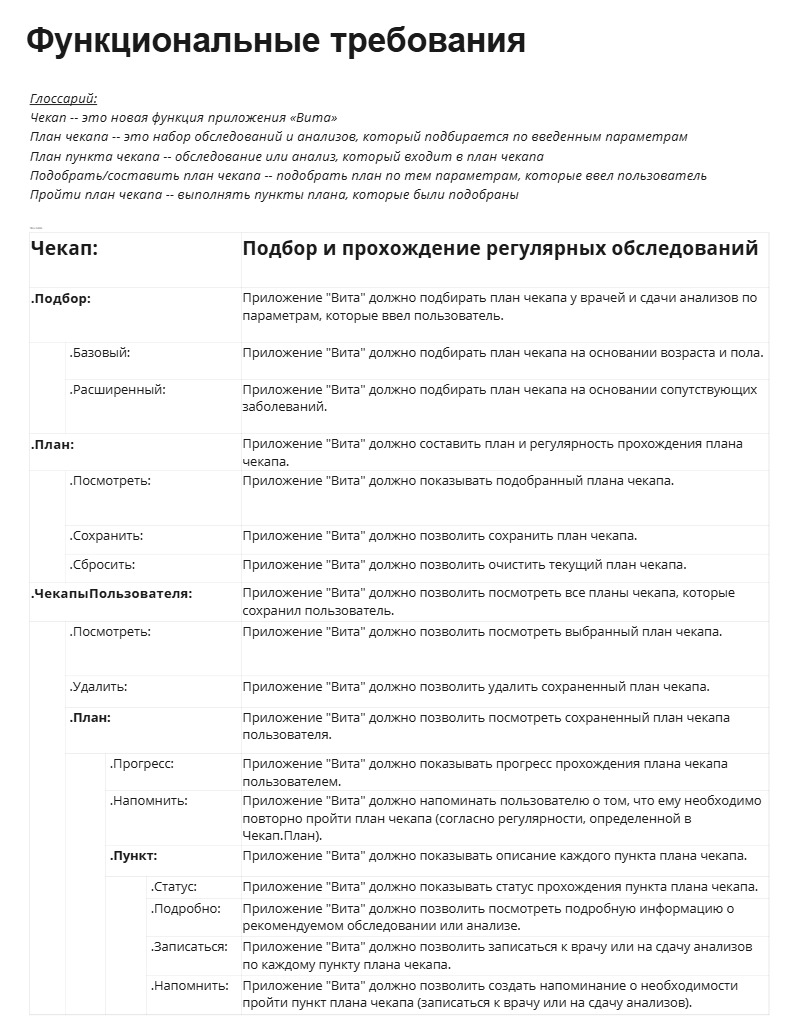 Функциональные требования
Глоссарий:
Чекап -- это новая функция приложения «Вита»
План чекапа -- это набор обследований и анализов, который подбирается по введенным параметрам
План пункта чекапа -- обследование или анализ, который входит в план чекапа
Подобрать/составить план чекапа -- подобрать план по тем параметрам, которые ввел пользователь
Пройти план чекапа -- выполнять пункты плана, которые были подобраны
Чекап: Подбор и прохождение регулярных обследований
.Подбор: Приложение "Вита" должно подбирать план чекапа у врачей и сдачи анализов по
параметрам, которые ввел пользователь.
.Базовый: Приложение "Вита" должно подбирать план чекапа на основании возраста и пола.
.Расширенный: Приложение "Вита" должно подбирать план чекапа на основании сопутствующих
заболеваний.
.План: Приложение "Вита" должно составить план и регулярность прохождения плана
чекапа.
.Посмотреть: Приложение "Вита" должно показывать подобранный плана чекапа.
.Сохранить: Приложение "Вита" должно позволить сохранить план чекапа.
.Сбросить: Приложение "Вита" должно позволить очистить текущий план чекапа.
.ЧекапыПользователя: Приложение "Вита" должно позволить посмотреть все планы чекапа, которые
сохранил пользователь.
.Посмотреть: Приложение "Вита" должно позволить посмотреть выбранный план чекапа.
.Удалить: Приложение "Вита" должно позволить удалить сохраненный план чекапа.
.План: Приложение "Вита" должно позволить посмотреть сохраненный план чекапа
пользователя.
.Прогресс: Приложение "Вита" должно показывать прогресс прохождения плана чекапа
пользователем.
.Напомнить: Приложение "Вита" должно напоминать пользователю о том, что ему необходимо
повторно пройти план чекапа (согласно регулярности, определенной в
Чекап.План).
.Пункт: Приложение "Вита" должно показывать описание каждого пункта плана чекапа.
.Статус: Приложение "Вита" должно показывать статус прохождения пункта плана чекапа.
.Подробно: Приложение "Вита" должно позволить посмотреть подробную информацию о
рекомендуемом обследовании или анализе.
.Записаться: Приложение "Вита" должно позволить записаться к врачу или на сдачу анализов
по каждому пункту плана чекапа.
.Напомнить: Приложение "Вита" должно позволить создать напоминание о необходимости
пройти пункт плана чекапа (записаться к врачу или на сдачу анализов).